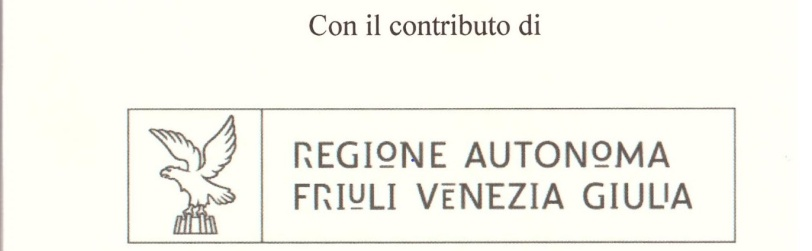 Con il contributo di
REGIONE AUTONOMA
FRIULI VENEZIA GIULIA